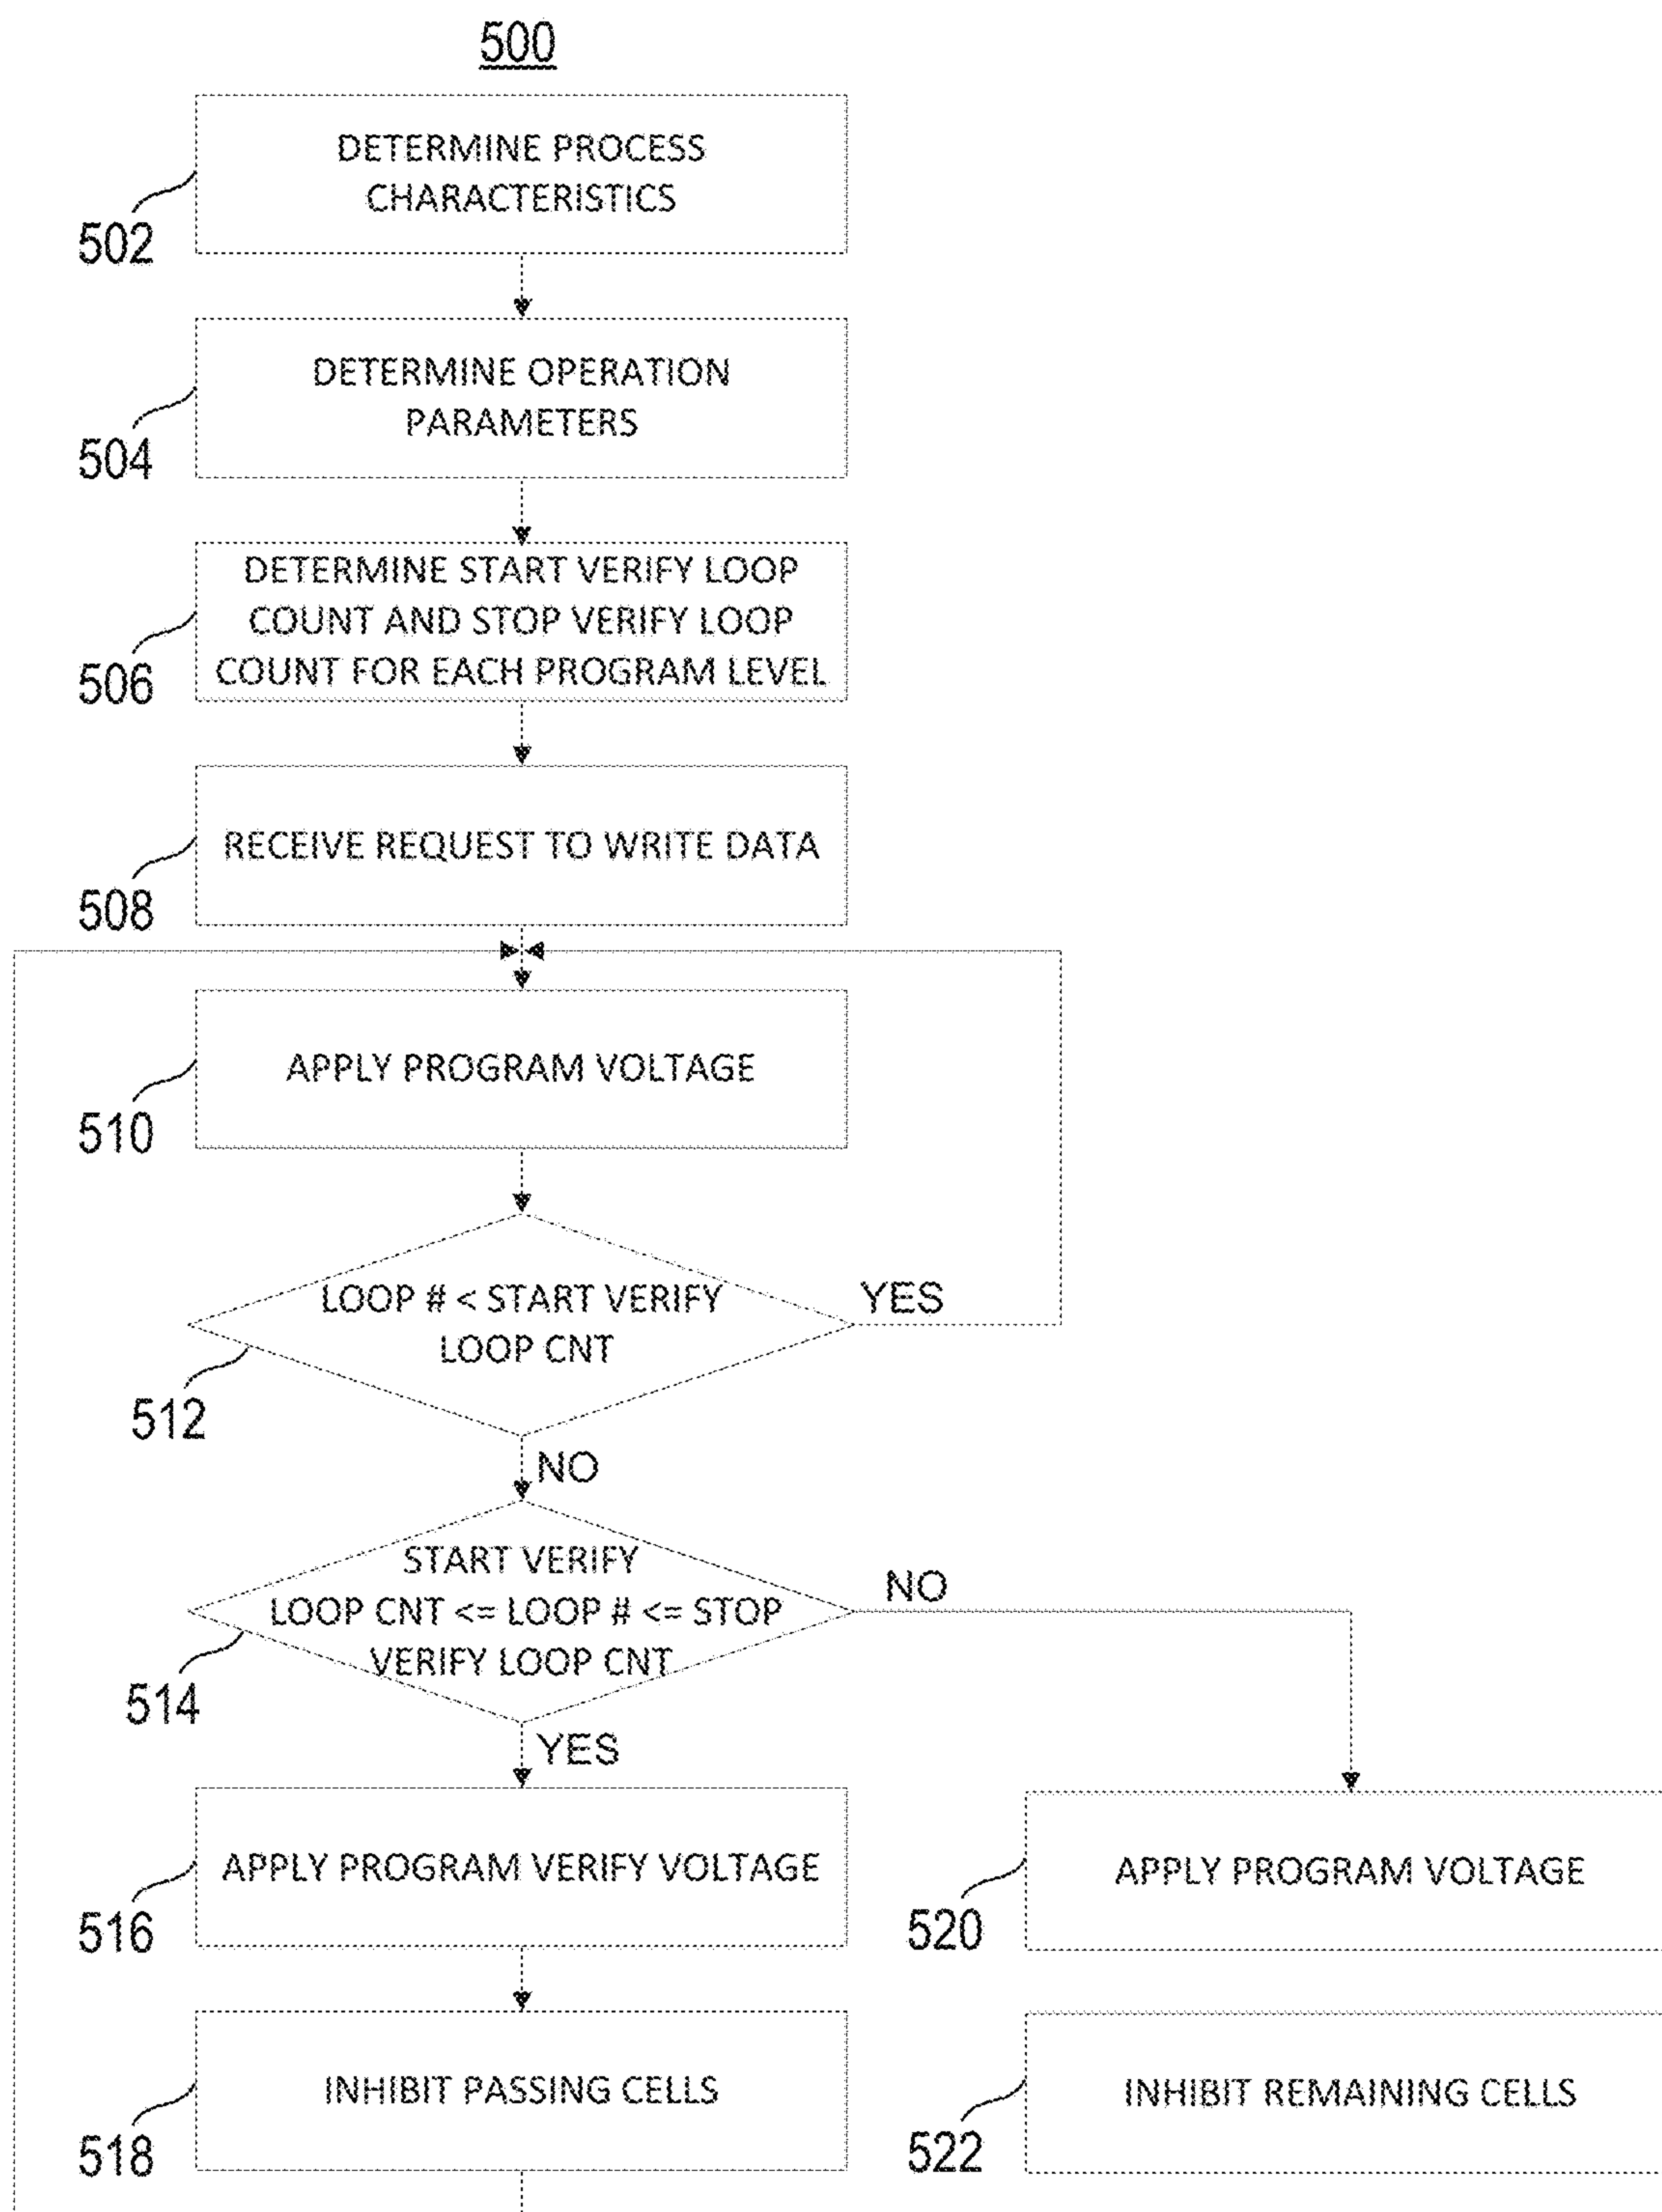 500
DETERMINE PROCESS
CHARACTERISTICS
502
DETERMINE OPERATION
PARAMETERS
504
DETERMINE START VERIFY LOOP
COUNT AND STOP VERIFY LOOP
COUNT FOR EACH PROGRAM LEVEL
506
RECEIVE REQUEST TO WRITE DATA
508
APPLY PROGRAM VOLTAGE
510
LOOP # < START VERIFY
LOOP CNT
YES
512
NO
START VERIFY
LOOP CNT <= LOOP # <= STOP
VERIFY LOOP CNT
NO
514
YES
APPLY PROGRAM VERIFY VOLTAGE
516
APPLY PROGRAM VOLTAGE
520
INHIBIT PASSING CELLS
518
INHIBIT REMAINING CELLS
522